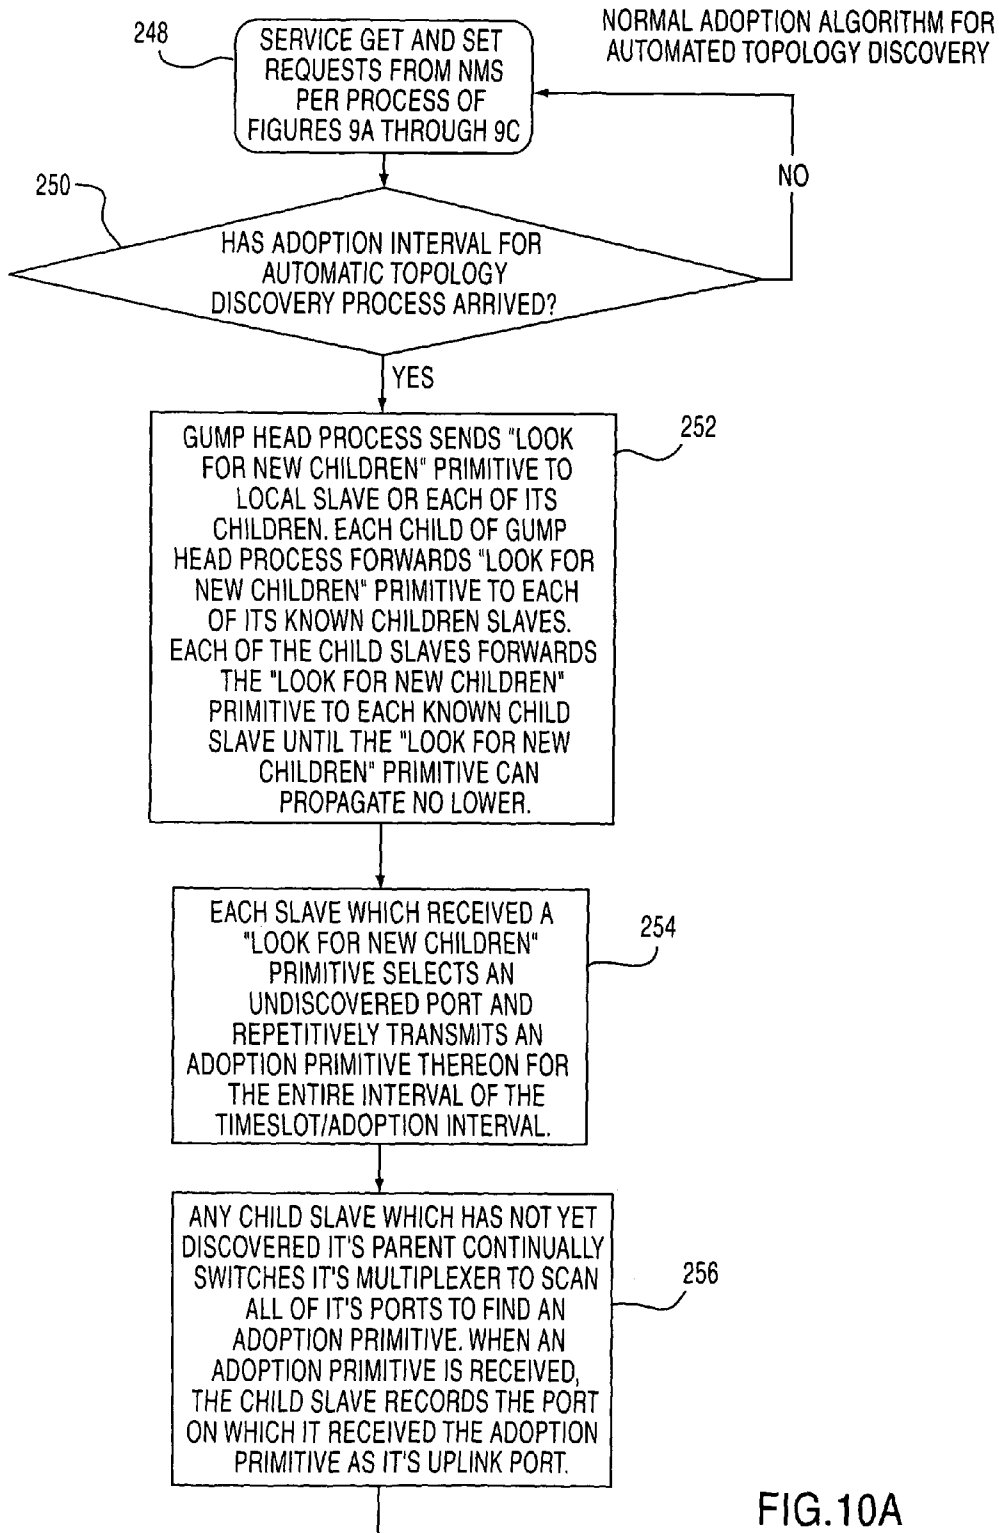 NORMAL ADOPTION ALGORITHM FOR
AUTOMATED TOPOLOGY DISCOVERY
248
SERVICE GET AND SET
REQUESTS FROM NMS
PER PROCESS OF
FIGURES 9A THROUGH 9C
NO
250
HAS ADOPTION INTERVAL FOR
AUTOMATIC TOPOLOGY
DISCOVERY PROCESS ARRIVED?
YES
252
GUMP HEAD PROCESS SENDS "LOOK
FOR NEW CHILDREN" PRIMITIVE TO
LOCAL SLAVE OR EACH OF ITS
CHILDREN. EACH CHILD OF GUMP
HEAD PROCESS FORWARDS "LOOK FOR
NEW CHILDREN" PRIMITIVE TO EACH
OF ITS KNOWN CHILDREN SLAVES.
EACH OF THE CHILD SLAVES FORWARDS
THE "LOOK FOR NEW CHILDREN"
PRIMITIVE TO EACH KNOWN CHILD
SLAVE UNTIL THE "LOOK FOR NEW
CHILDREN" PRIMITIVE CAN
PROPAGATE NO LOWER.
254
EACH SLAVE WHICH RECEIVED A
"LOOK FOR NEW CHILDREN"
PRIMITIVE SELECTS AN
UNDISCOVERED PORT AND
REPETITIVELY TRANSMITS AN
ADOPTION PRIMITIVE THEREON FOR
THE ENTIRE INTERVAL OF THE
TIMESLOT/ADOPTION INTERVAL.
256
ANY CHILD SLAVE WHICH HAS NOT YET
DISCOVERED IT'S PARENT CONTINUALLY
SWITCHES IT'S MULTIPLEXER TO SCAN
ALL OF IT'S PORTS TO FIND AN
ADOPTION PRIMITIVE. WHEN AN
ADOPTION PRIMITIVE IS RECEIVED,
THE CHILD SLAVE RECORDS THE PORT
ON WHICH IT RECEIVED THE ADOPTION
PRIMITIVE AS IT'S UPLINK PORT.
FIG.10A